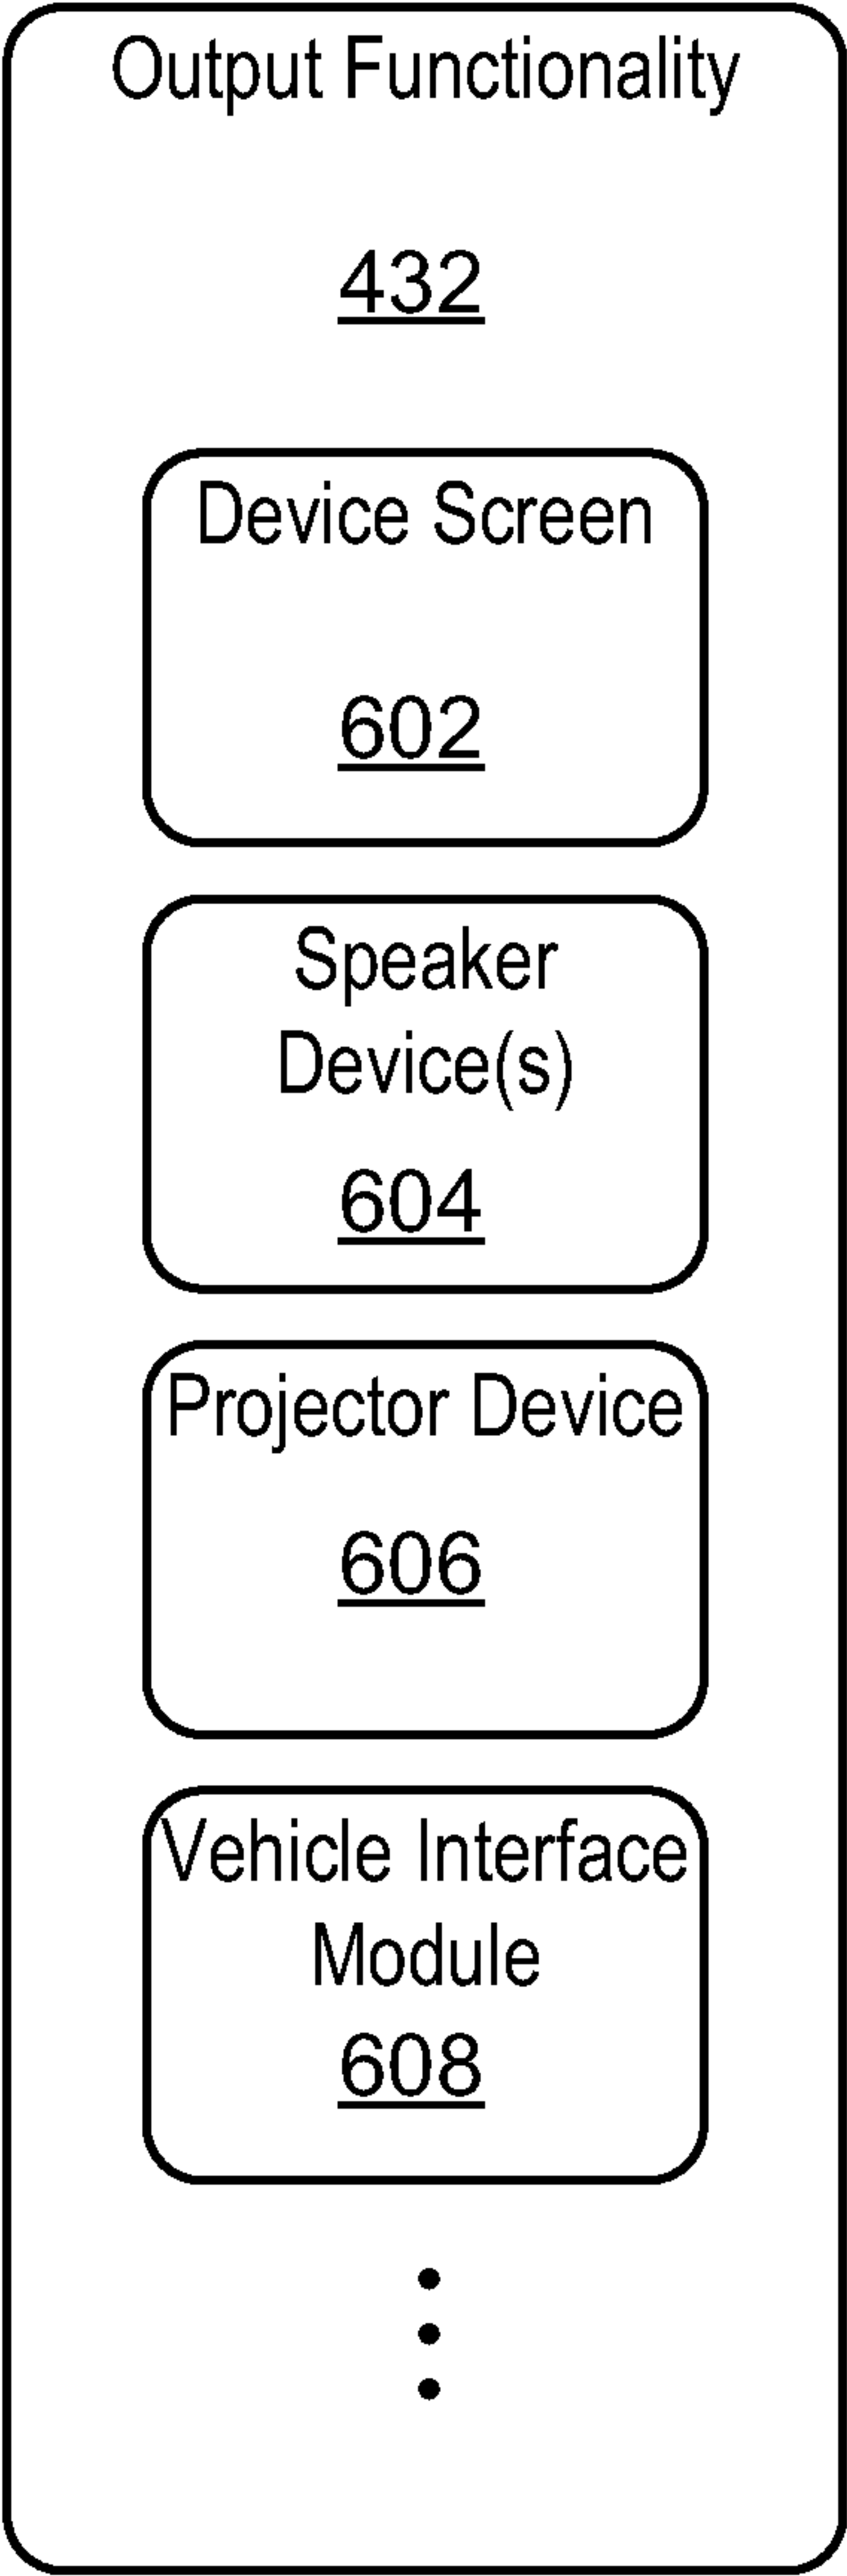 Output Functionality
432
Device Screen
602
Speaker
Device(s)
604
Projector Device
606
Vehicle Interface
Module
608